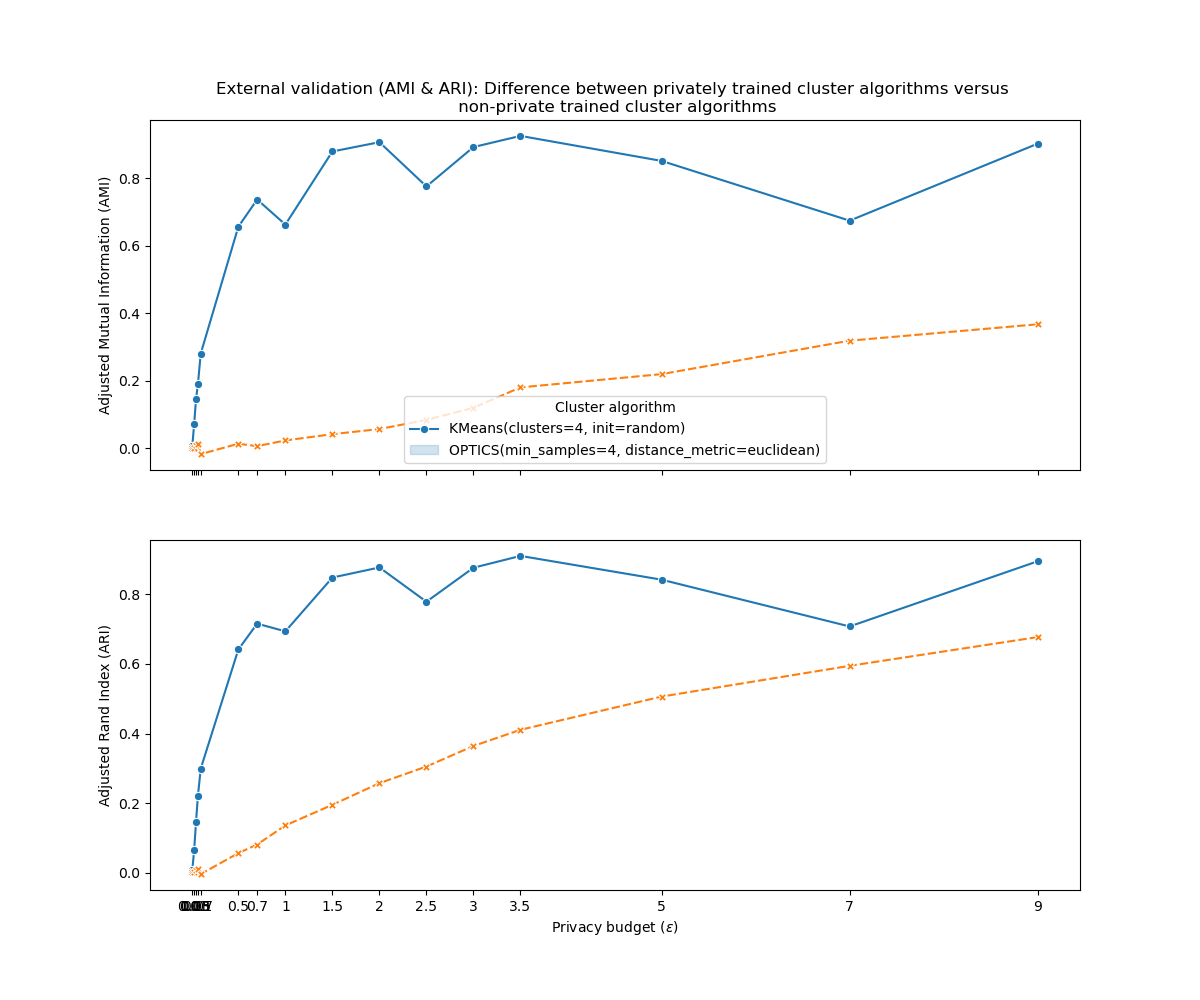 External validation (AMI & ARI): Difference between privately trained cluster algorithms versus
non-private trained cluster algorithms
Adjusted Mutual Information (AMI)
0.8
0.6
0.4
0.2
0.0
Cluster algorithm
KMeans(clusters=4, init=random)
OPTICS(min_samples=4, distance_metric=euclidean)
Adjusted Rand Index (ARI)
0.8
0.6
0.4
0.2
0.0
0.5 0.7 1 1.5 2 2.5 3 3.5 5 7 9
Privacy budget (ε)